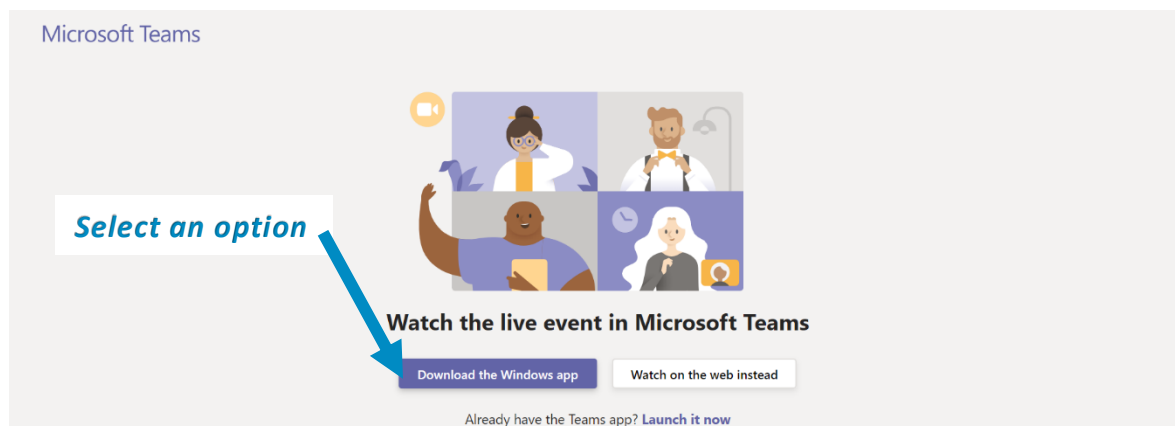 Microsoft Teams
Select an option
Watch the live event in Microsoft Teams
Download the Windows app
Watch on the web instead
Already have the Teams app? Launch it now